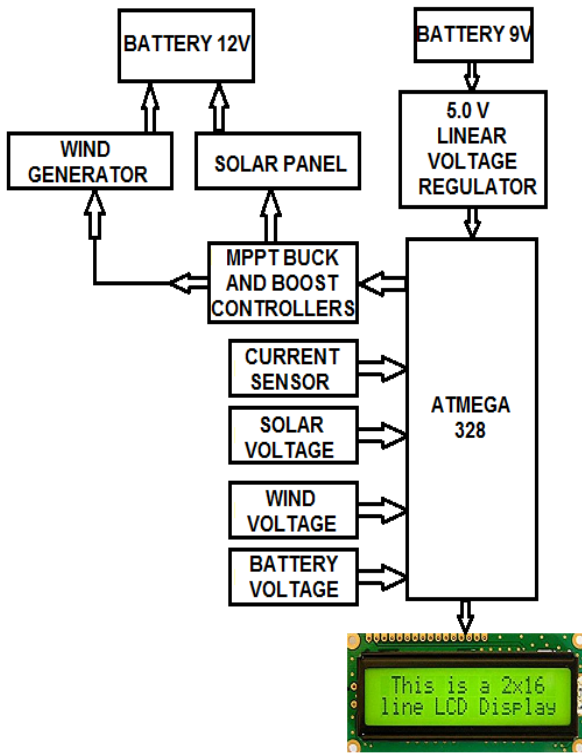 BATTERY 12V
BATTERY 9V
WIND
GENERATOR
SOLAR PANEL
5.0 V
LINEAR
VOLTAGE
REGULATOR
MPPT BUCK
AND BOOST
CONTROLLERS
CURRENT
SENSOR
SOLAR
VOLTAGE
WIND
VOLTAGE
BATTERY
VOLTAGE
ATMEGA
328
This is a 2x16
line LCD Display